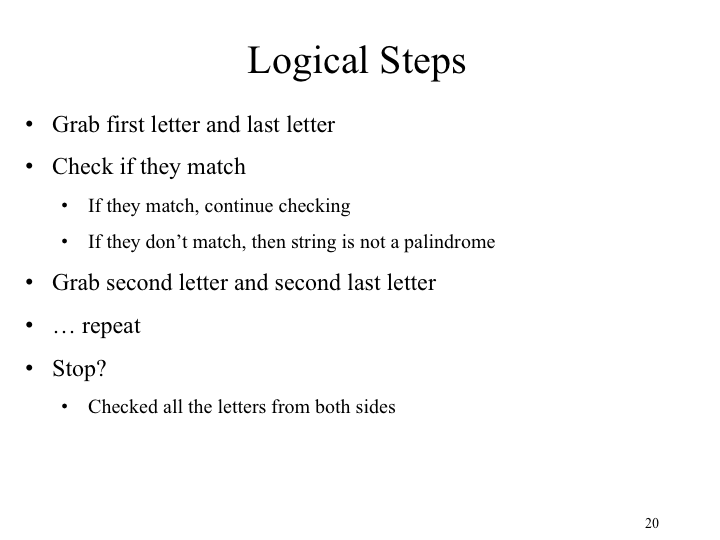 Logical Steps
• Grab first letter and last letter
• Check if they match
• If they match, continue checking
• If they don’t match, then string is not a palindrome
• Grab second letter and second last letter
• … repeat
• Stop?
• Checked all the letters from both sides
20